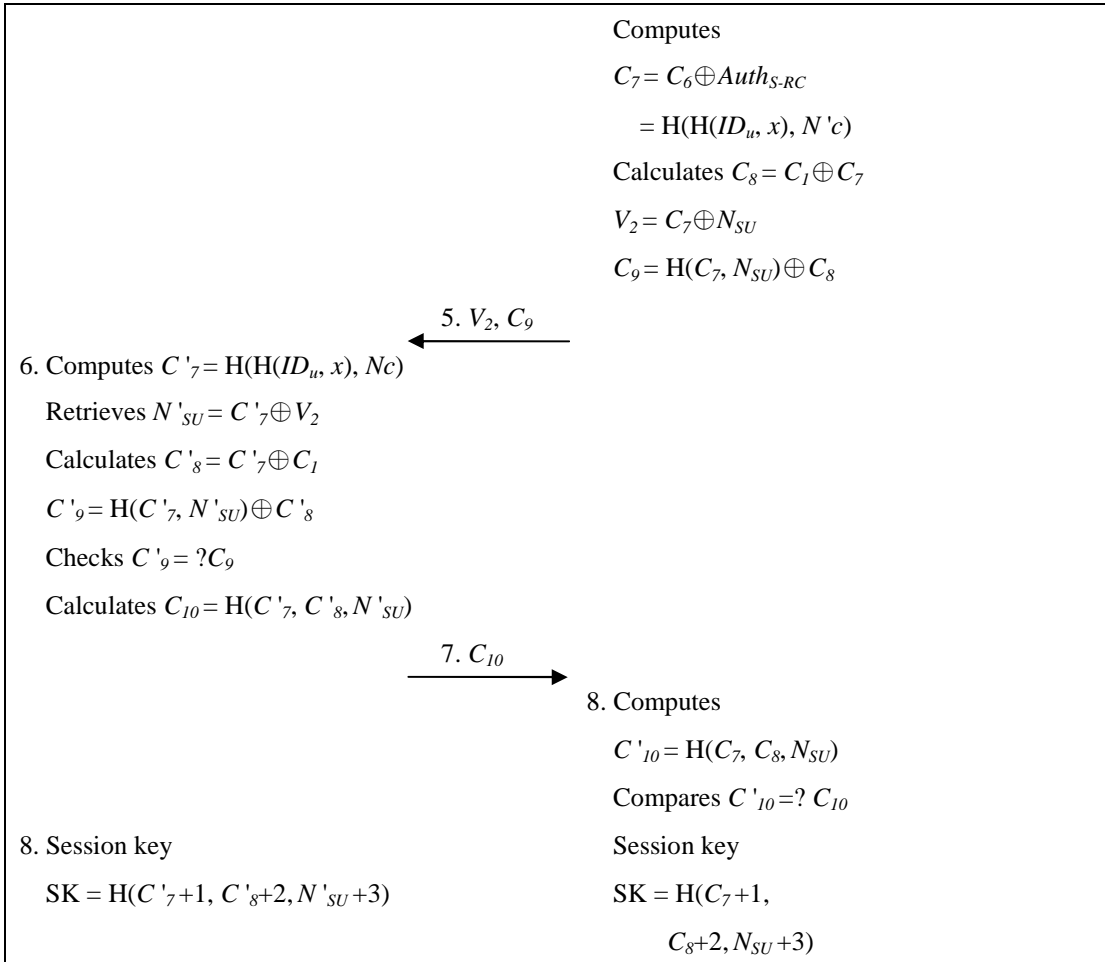 Computes
C7 = C6⊕AuthS-RC
= H(H(IDu, x), N 'c)
Calculates C8 = C1⊕C7
V2 = C7⊕NSU
C9 = H(C7, NSU)⊕C8
5. V2, C9
6. Computes C '7 = H(H(IDu, x), Nc)
Retrieves N 'SU = C '7⊕V2
Calculates C '8 = C '7⊕C1
C '9 = H(C '7, N 'SU)⊕C '8
Checks C '9 = ?C9
Calculates C10 = H(C '7, C '8, N 'SU)
7. C10
8. Computes
C '10 = H(C7, C8, NSU)
Compares C '10 =? C10
8. Session key
Session key
SK = H(C '7+1, C '8+2, N 'SU +3)
SK = H(C7 +1,
C8+2, NSU +3)